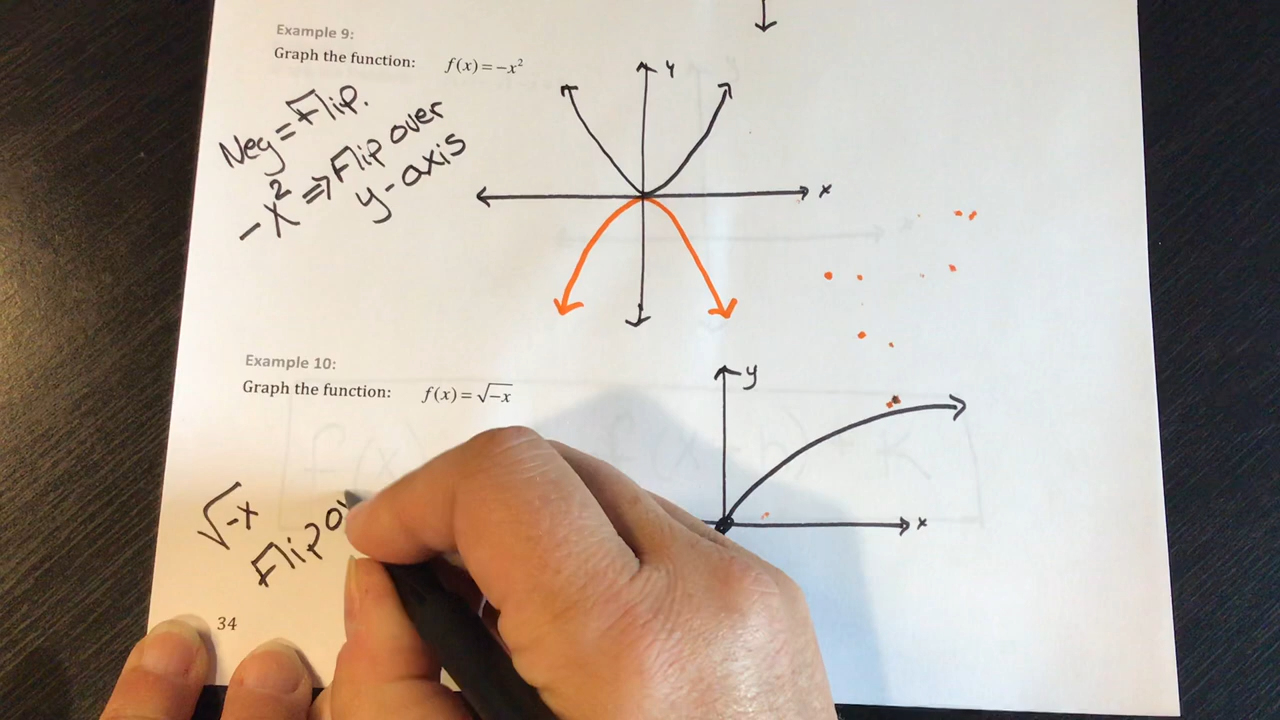 Example 9:
Graph the function: f(x)=−x²
Neg = Flip.
-x² ⇒ Flip over
y-axis
y
x
Example 10:
Graph the function: f(x)=√−x
y
x
√-x
Flip
34